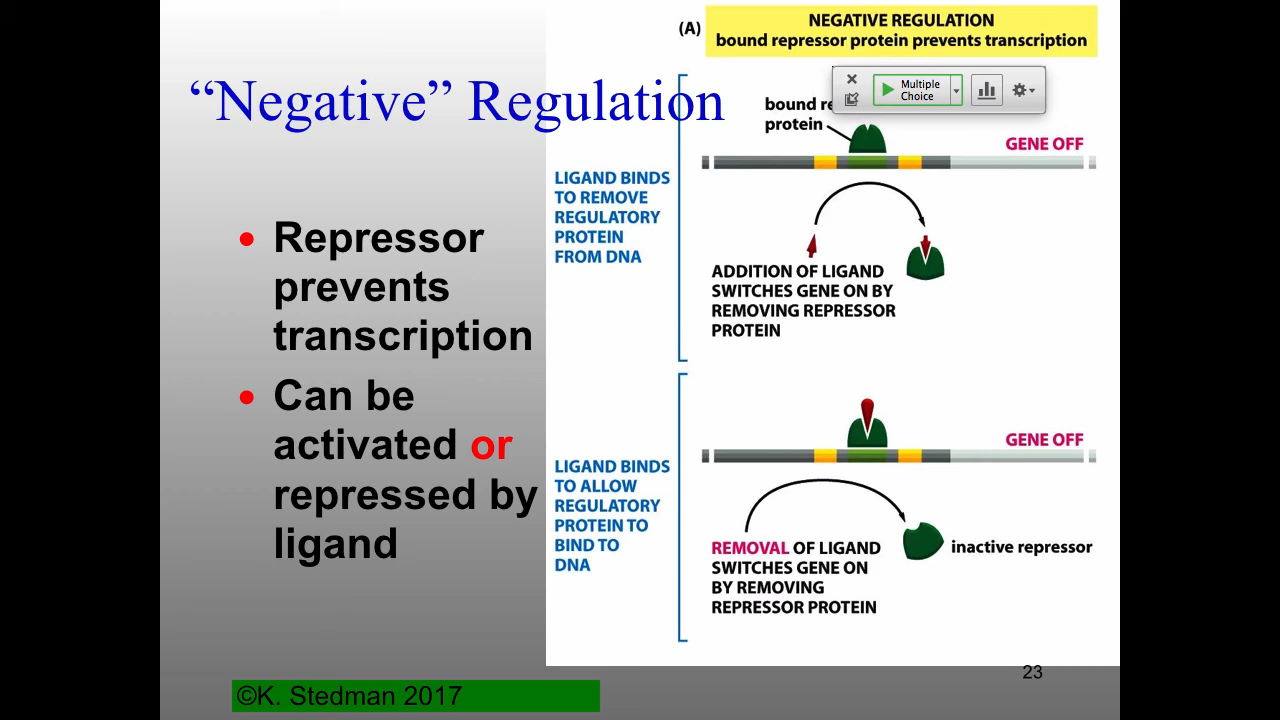 “Negative” Regulation
• Repressor
prevents
transcription
• Can be
activated or
repressed by
ligand
(A)
NEGATIVE REGULATION
bound repressor protein prevents transcription
Multiple
Choice
bound
protein
GENE OFF
LIGAND BINDS
TO REMOVE
REGULATORY
PROTEIN
FROM DNA
ADDITION OF LIGAND
SWITCHES GENE ON BY
REMOVING REPRESSOR
PROTEIN
GENE OFF
LIGAND BINDS
TO ALLOW
REGULATORY
PROTEIN TO
BIND TO
DNA
REMOVAL OF LIGAND
SWITCHES GENE ON
BY REMOVING
REPRESSOR PROTEIN
inactive repressor
23
©K. Stedman 2017